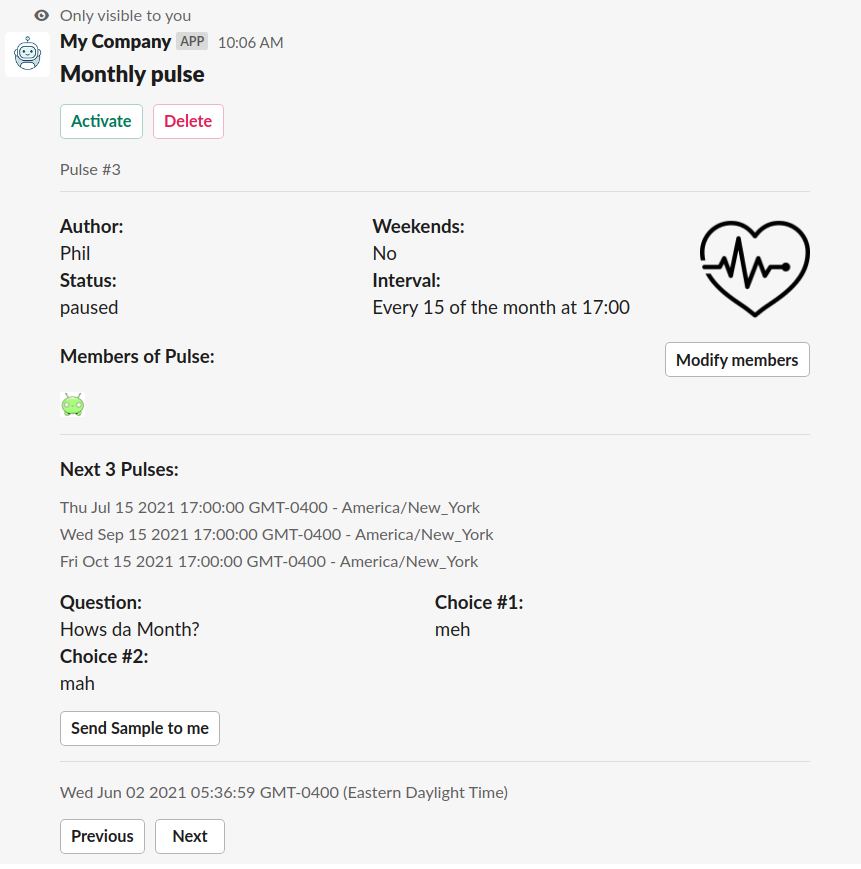 Only visible to you
My Company APP 10:06 AM
Monthly pulse
Activate Delete
Pulse #3
Author: Weekends:
Phil No
Status: Interval:
paused Every 15 of the month at 17:00
Members of Pulse: Modify members
Next 3 Pulses:
Thu Jul 15 2021 17:00:00 GMT-0400 - America/New_York
Wed Sep 15 2021 17:00:00 GMT-0400 - America/New_York
Fri Oct 15 2021 17:00:00 GMT-0400 - America/New_York
Question: Choice #1:
Hows da Month? meh
Choice #2:
mah
Send Sample to me
Wed Jun 02 2021 05:36:59 GMT-0400 (Eastern Daylight Time)
Previous Next